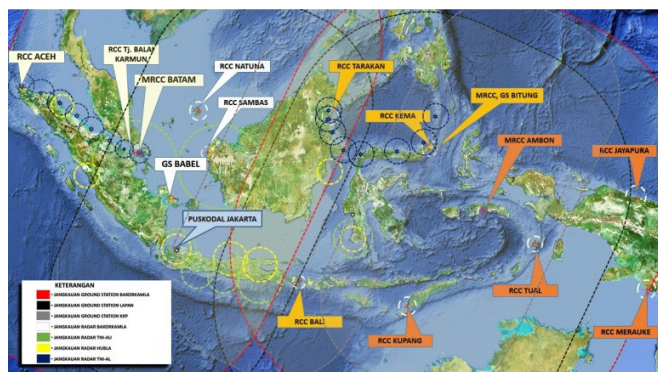 RCC ACEH
RCC Tj. BALAI
KARMUN
MRCC BATAM
RCC NATUNA
RCC SAMBAS
GS BABEL
PUSKODAL JAKARTA
RCC TARAKAN
RCC KEMA
MRCC, GS BITUNG
MRCC AMBON
RCC JAYAPURA
RCC BALI
RCC KUPANG
RCC TUAL
RCC MERAUKE
KETERANGAN
- JANGKAUAN GROUND STATION BAKORKAMLA
- JANGKAUAN GROUND STATION LAPAN
- JANGKAUAN GROUND STATION KKP
- JANGKAUAN RADAR BAKORKAMLA
- JANGKAUAN RADAR TNI-AU
- JANGKAUAN RADAR HUBLA
- JANGKAUAN RADAR TNI-AL